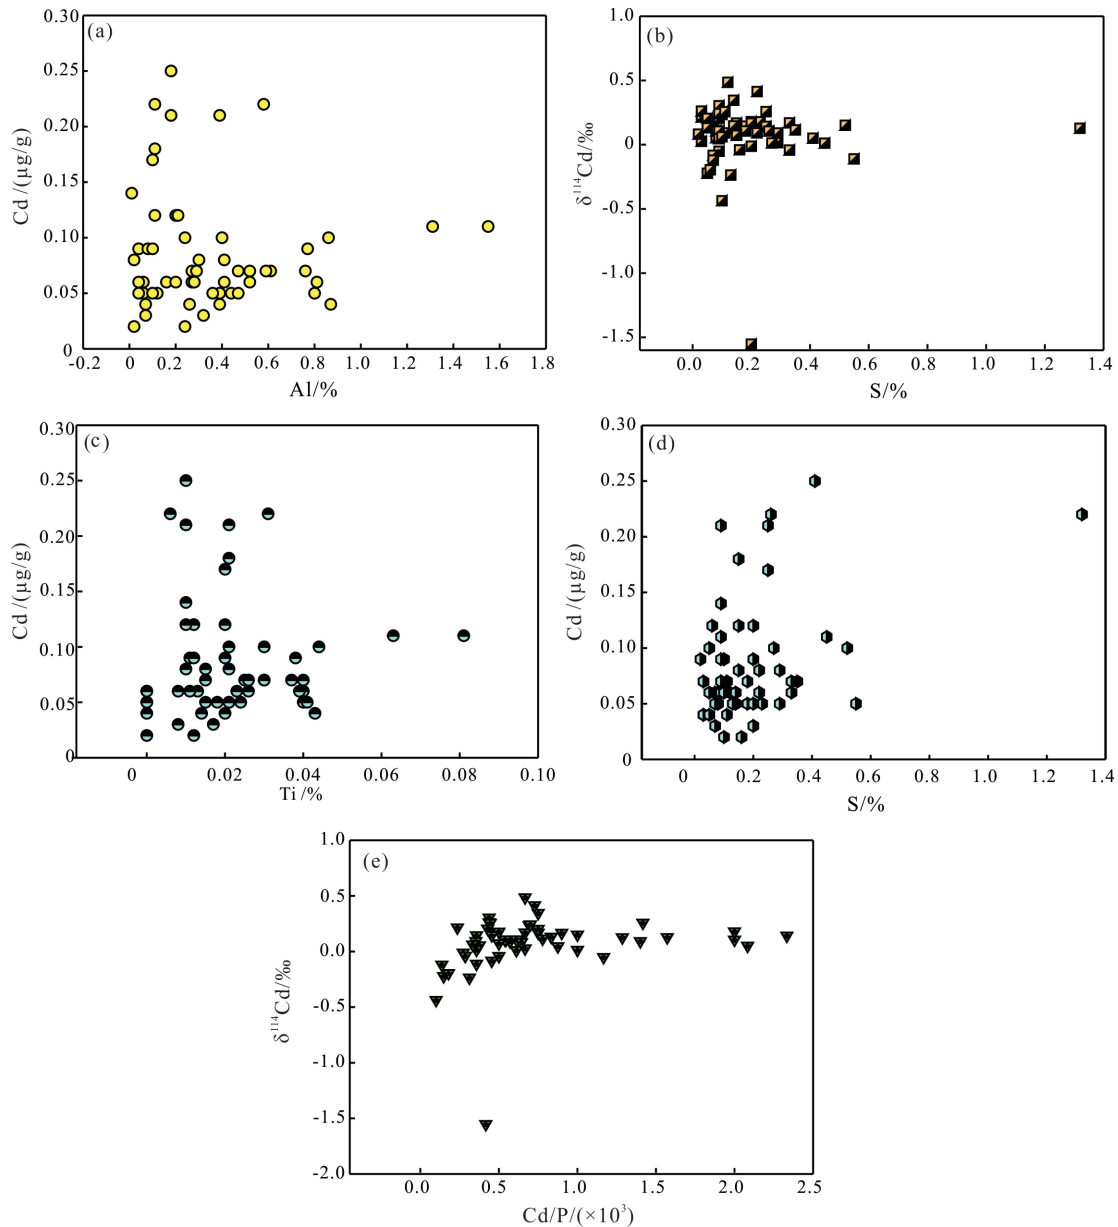 (a)
0.30
0.25
0.20
0.15
0.10
0.05
0
Cd /(μg/g)
-0.2 0 0.2 0.4 0.6 0.8 1.0 1.2 1.4 1.6 1.8
Al/%
(b)
1.0
0.5
0
-0.5
-1.0
-1.5
δ¹¹⁴Cd/‰
0.0 0.2 0.4 0.6 0.8 1.0 1.2 1.4
S/%
(c)
0.30
0.25
0.20
0.15
0.10
0.05
0
Cd /(μg/g)
0 0.02 0.04 0.06 0.08 0.10
Ti /%
(d)
0.30
0.25
0.20
0.15
0.10
0.05
0
Cd /(μg/g)
0 0.2 0.4 0.6 0.8 1.0 1.2 1.4
S/%
(e)
1.0
0.5
0.0
-0.5
-1.0
-1.5
-2.0
δ¹¹⁴Cd/‰
0.0 0.5 1.0 1.5 2.0 2.5
Cd/P/(×10³)